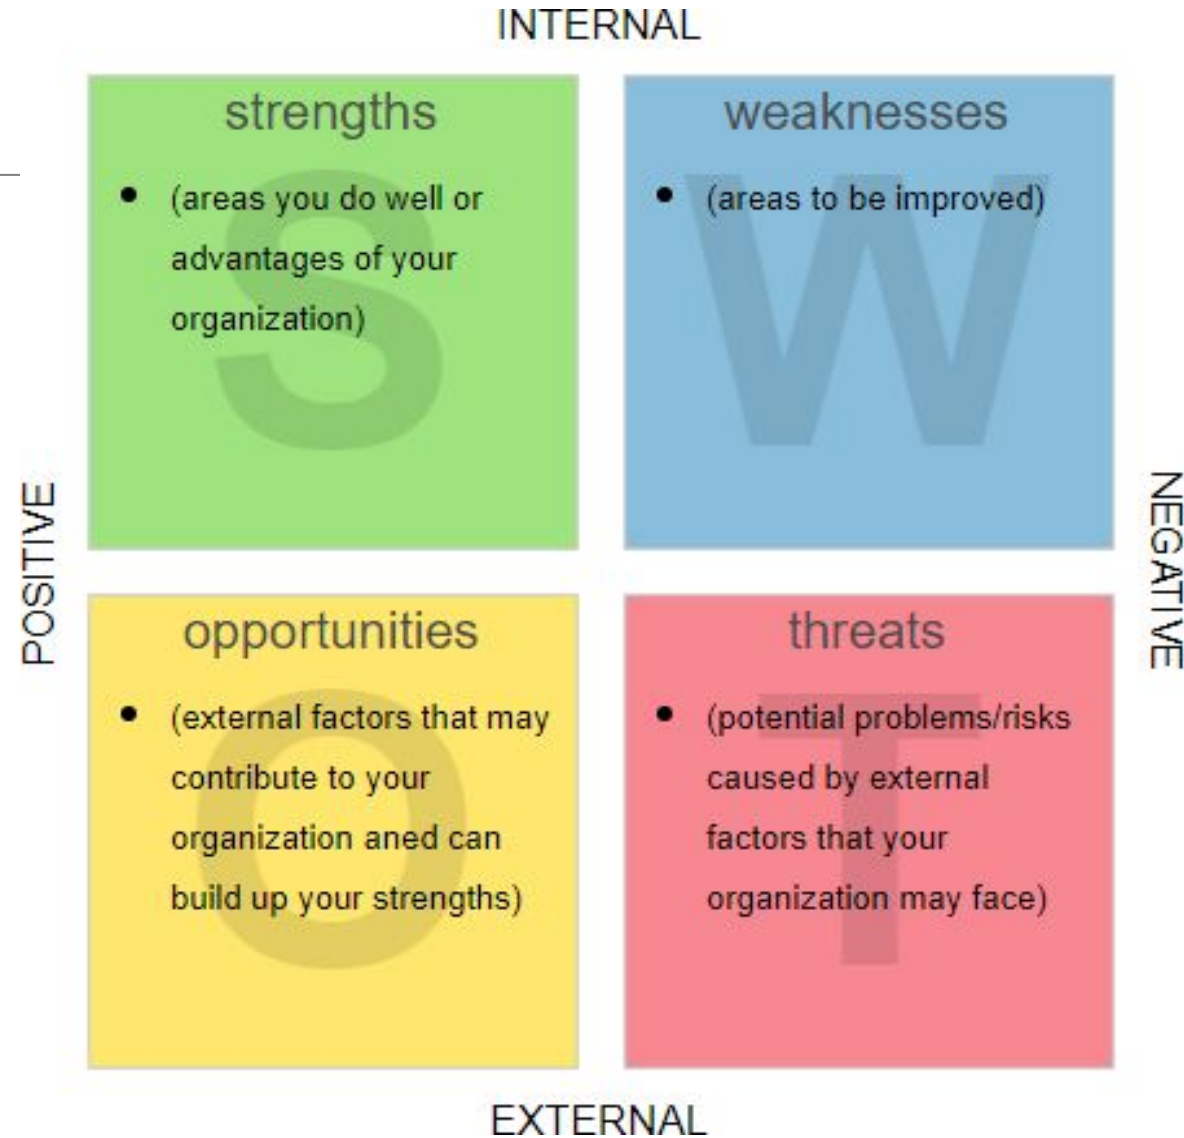 INTERNAL
strengths
• (areas you do well or
advantages of your
organization)
S
weaknesses
• (areas to be improved)
W
POSITIVE
NEGATIVE
opportunities
• (external factors that may
contribute to your
organization aned can
build up your strengths)
O
threats
• (potential problems/risks
caused by external
factors that your
organization may face)
T
EXTERNAL